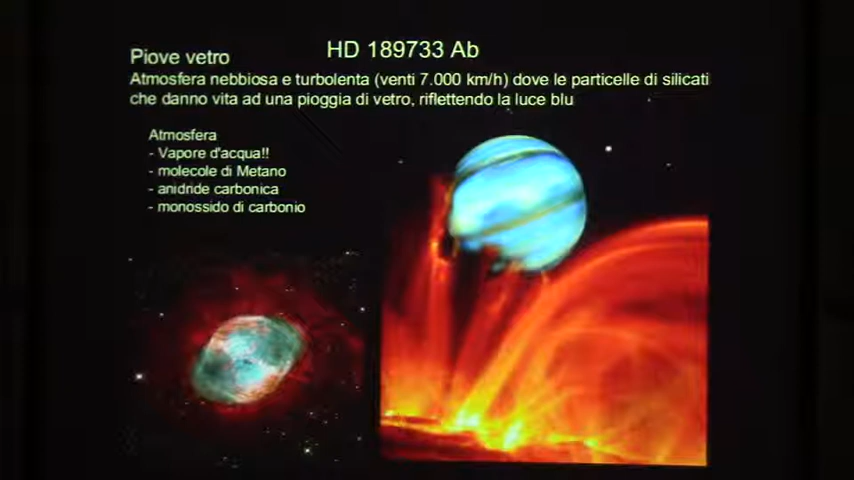 HD 189733 Ab
Piove vetro
Atmosfera nebbiosa e turbolenta (venti 7.000 km/h) dove le particelle di silicati
che danno vita ad una pioggia di vetro, riflettendo la luce blu
Atmosfera
- Vapore d'acqua!!
- molecole di Metano
- anidride carbonica
- monossido di carbonio